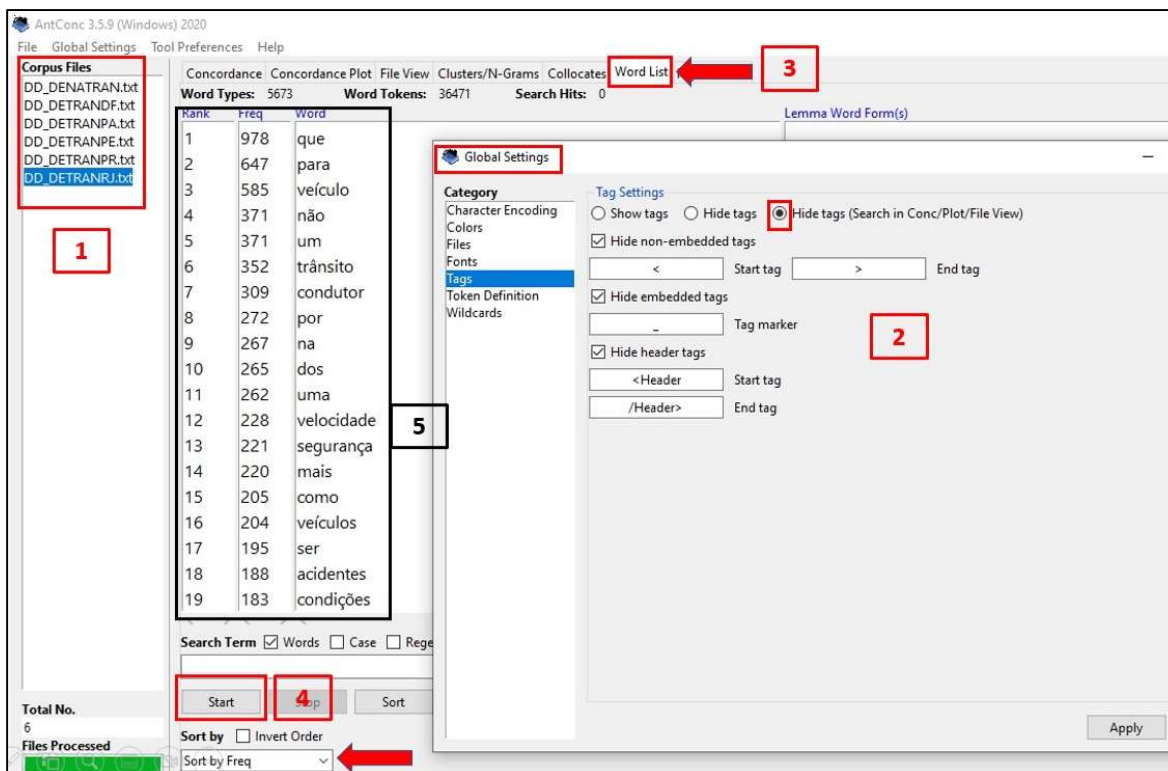 AntConc 3.5.9 (Windows) 2020
File Global Settings Tool Preferences Help
Corpus Files
DD_DENATRAN.txt
DD_DETRANDF.txt
DD_DETRANPA.txt
DD_DETRANPE.txt
DD_DETRANPR.txt
DD_DETRANRJ.txt
1
Total No.
6
Files Processed
Concordance Concordance Plot File View Clusters/N-Grams Collocates Word List
3
Word Types: 5673 Word Tokens: 36471 Search Hits: 0
Rank Freq Word Lemma Word Form(s)
1 978 que
2 647 para
3 585 veículo
4 371 não
5 371 um
6 352 trânsito
7 309 condutor
8 272 por
9 267 na
10 265 dos
11 262 uma
12 228 velocidade
13 221 segurança
14 220 mais
15 205 como
16 204 veículos
17 195 ser
18 188 acidentes
19 183 condições
5
Search Term Words Case Rege
Start Stop Sort
4
Sort by Invert Order
Sort by Freq
Global Settings
Category
Character Encoding
Colors
Files
Fonts
Tags
Token Definition
Wildcards
Tag Settings
Show tags Hide tags Hide tags (Search in Conc/Plot/File View)
Hide non-embedded tags
< Start tag > End tag
Hide embedded tags
_ Tag marker
2
Hide header tags
<Header Start tag
/Header> End tag
Apply